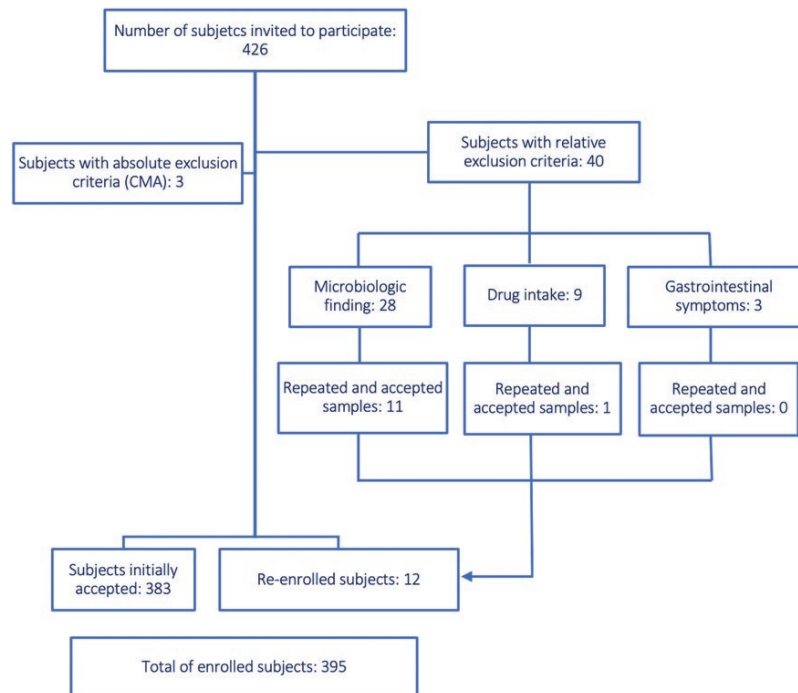 Number of subjetcs invited to participate:
426
Subjects with absolute exclusion
criteria (CMA): 3
Subjects with relative
exclusion criteria: 40
Microbiologic
finding: 28
Drug intake: 9
Gastrointestinal
symptoms: 3
Repeated and accepted
samples: 11
Repeated and
accepted samples: 1
Repeated and
accepted samples: 0
Subjects initially
accepted: 383
Re-enrolled subjects: 12
Total of enrolled subjects: 395